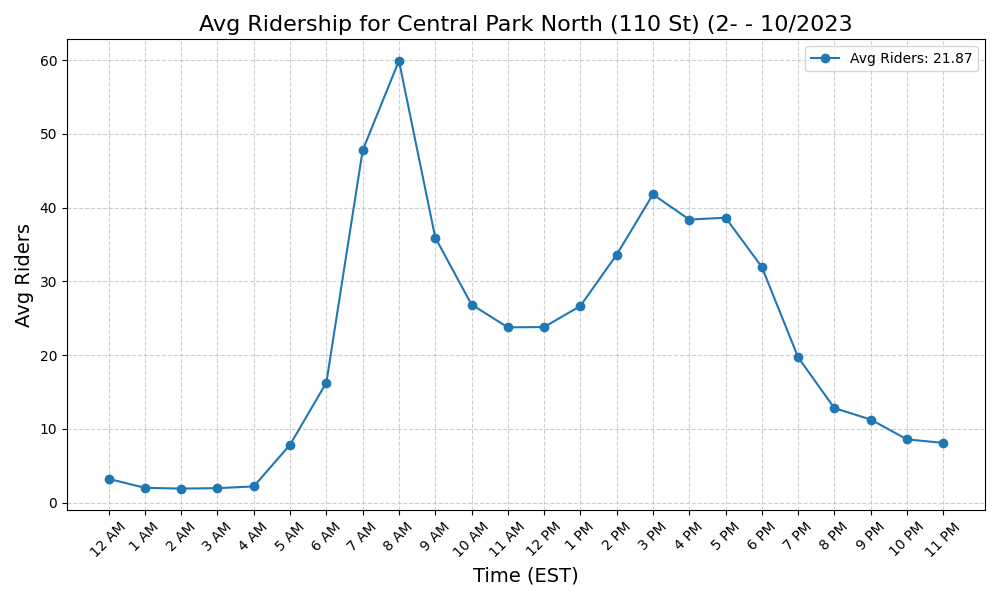 Avg Ridership for Central Park North (110 St) (2- - 10/2023
Avg Riders: 21.87
Avg Riders
60
50
40
30
20
10
0
12 AM
1 AM
2 AM
3 AM
4 AM
5 AM
6 AM
7 AM
8 AM
9 AM
10 AM
11 AM
12 PM
1 PM
2 PM
3 PM
4 PM
5 PM
6 PM
7 PM
8 PM
9 PM
10 PM
11 PM
Time (EST)